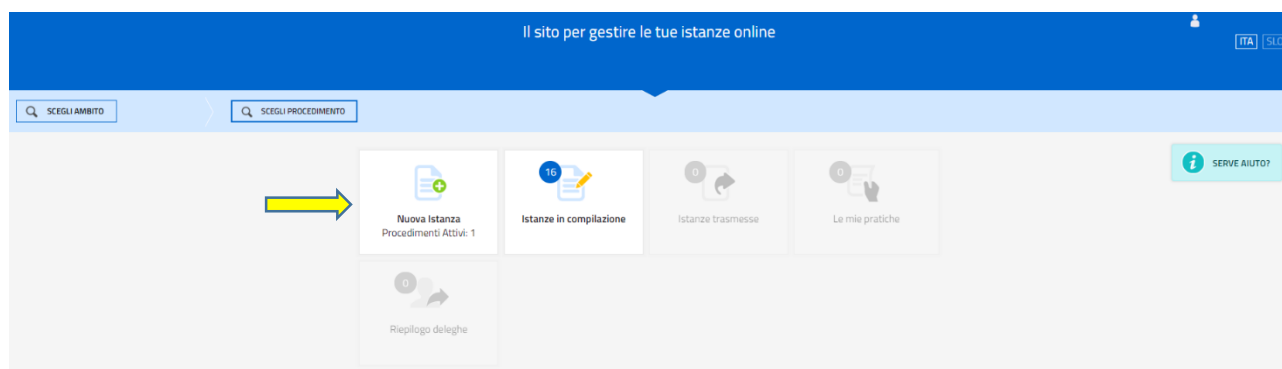 Il sito per gestire le tue istanze online
ITA
SCEGLI AMBITO
SCEGLI PROCEDIMENTO
i SERVE AIUTO?
Nuova Istanza
Procedimenti Attivi: 1
16
Istanze in compilazione
0
Istanze trasmesse
0
Le mie pratiche
0
Riepilogo deleghe